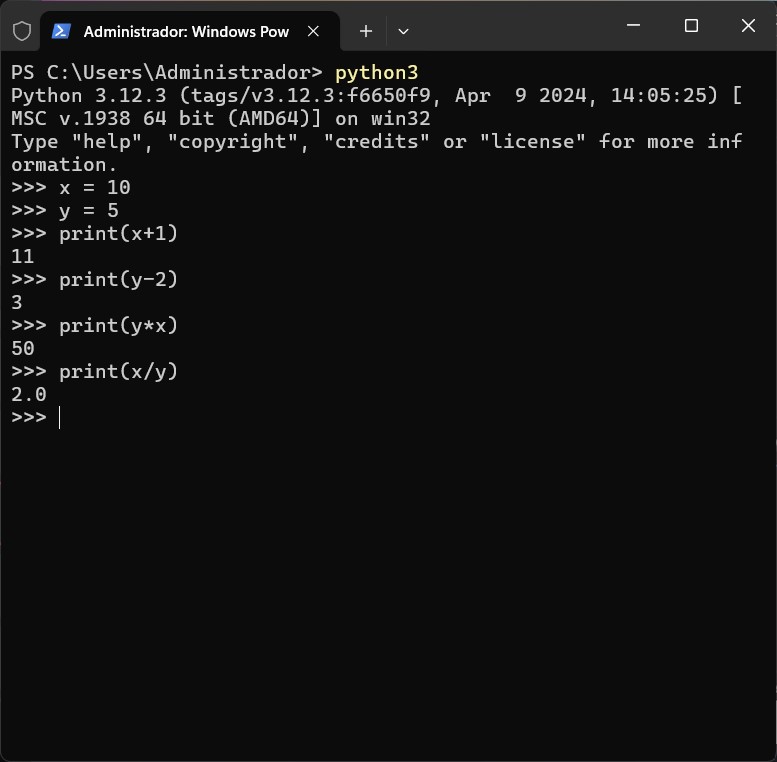 Administrador: Windows Pow
PS C:\Users\Administrador> python3
Python 3.12.3 (tags/v3.12.3:f6650f9, Apr  9 2024, 14:05:25) [
MSC v.1938 64 bit (AMD64)] on win32
Type "help", "copyright", "credits" or "license" for more inf
ormation.
>>> x = 10
>>> y = 5
>>> print(x+1)
11
>>> print(y-2)
3
>>> print(y*x)
50
>>> print(x/y)
2.0
>>>